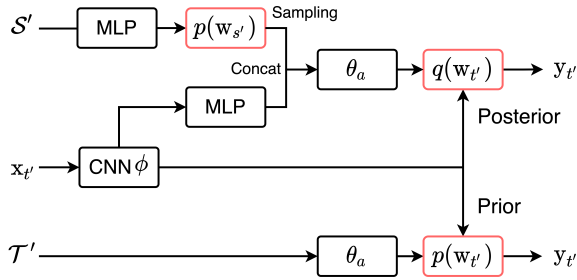 𝒮′ MLP p(w_{s′}) Sampling
Concat θ_a q(w_{t′}) y_{t′}
MLP
Posterior
x_{t′} CNN ϕ
Prior
𝒯′ θ_a p(w_{t′}) y_{t′}